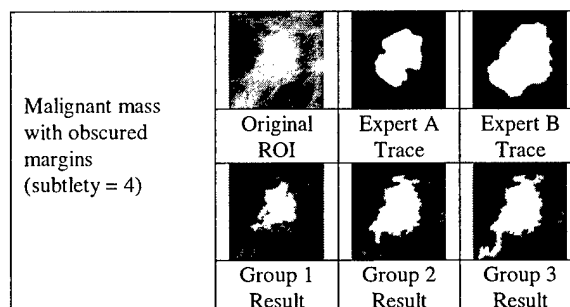 Malignant mass
with obscured
margins
(subtlety = 4)
Original
ROI
Expert A
Trace
Expert B
Trace
Group 1
Result
Group 2
Result
Group 3
Result